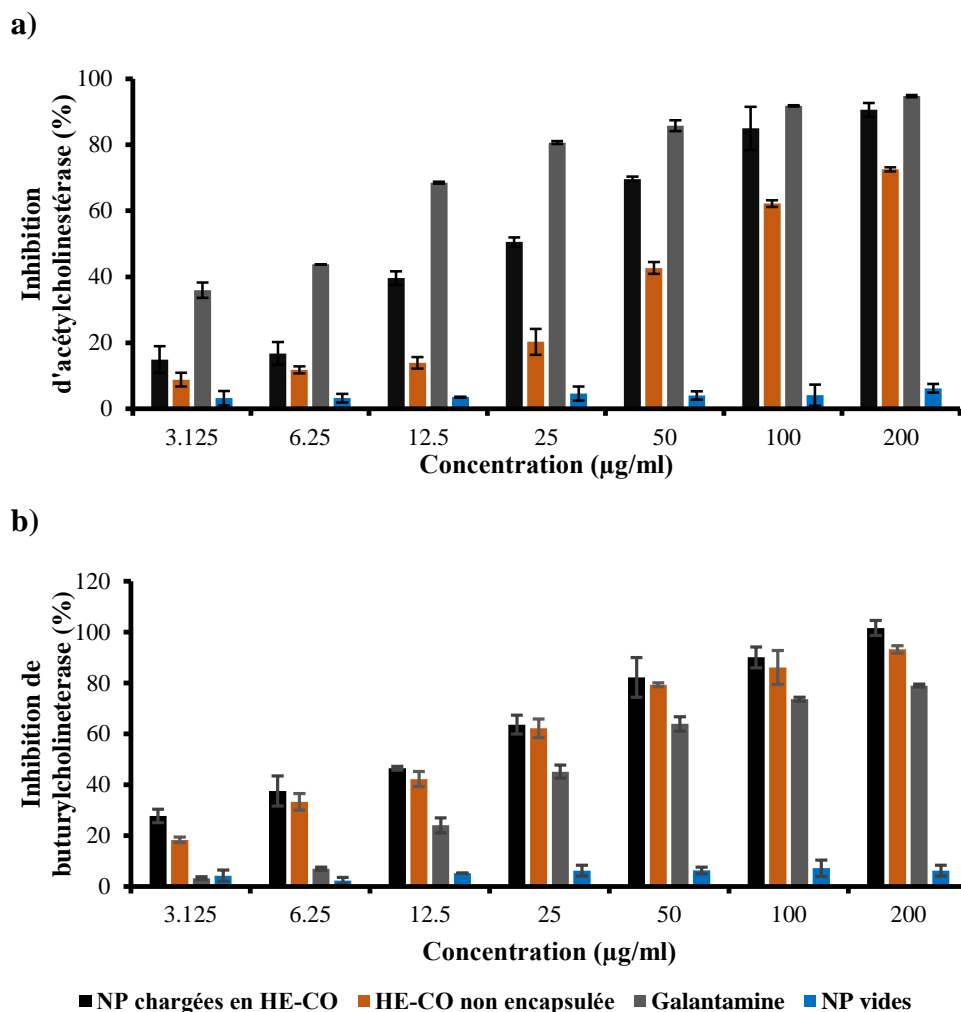 a)
Inhibition
d'acétylcholinestérase (%)
100
80
60
40
20
0
3.125 6.25 12.5 25 50 100 200
Concentration (µg/ml)
b)
Inhibition de
buturylcholineterase (%)
120
100
80
60
40
20
0
3.125 6.25 12.5 25 50 100 200
Concentration (µg/ml)
NP chargées en HE-CO HE-CO non encapsulée Galantamine NP vides